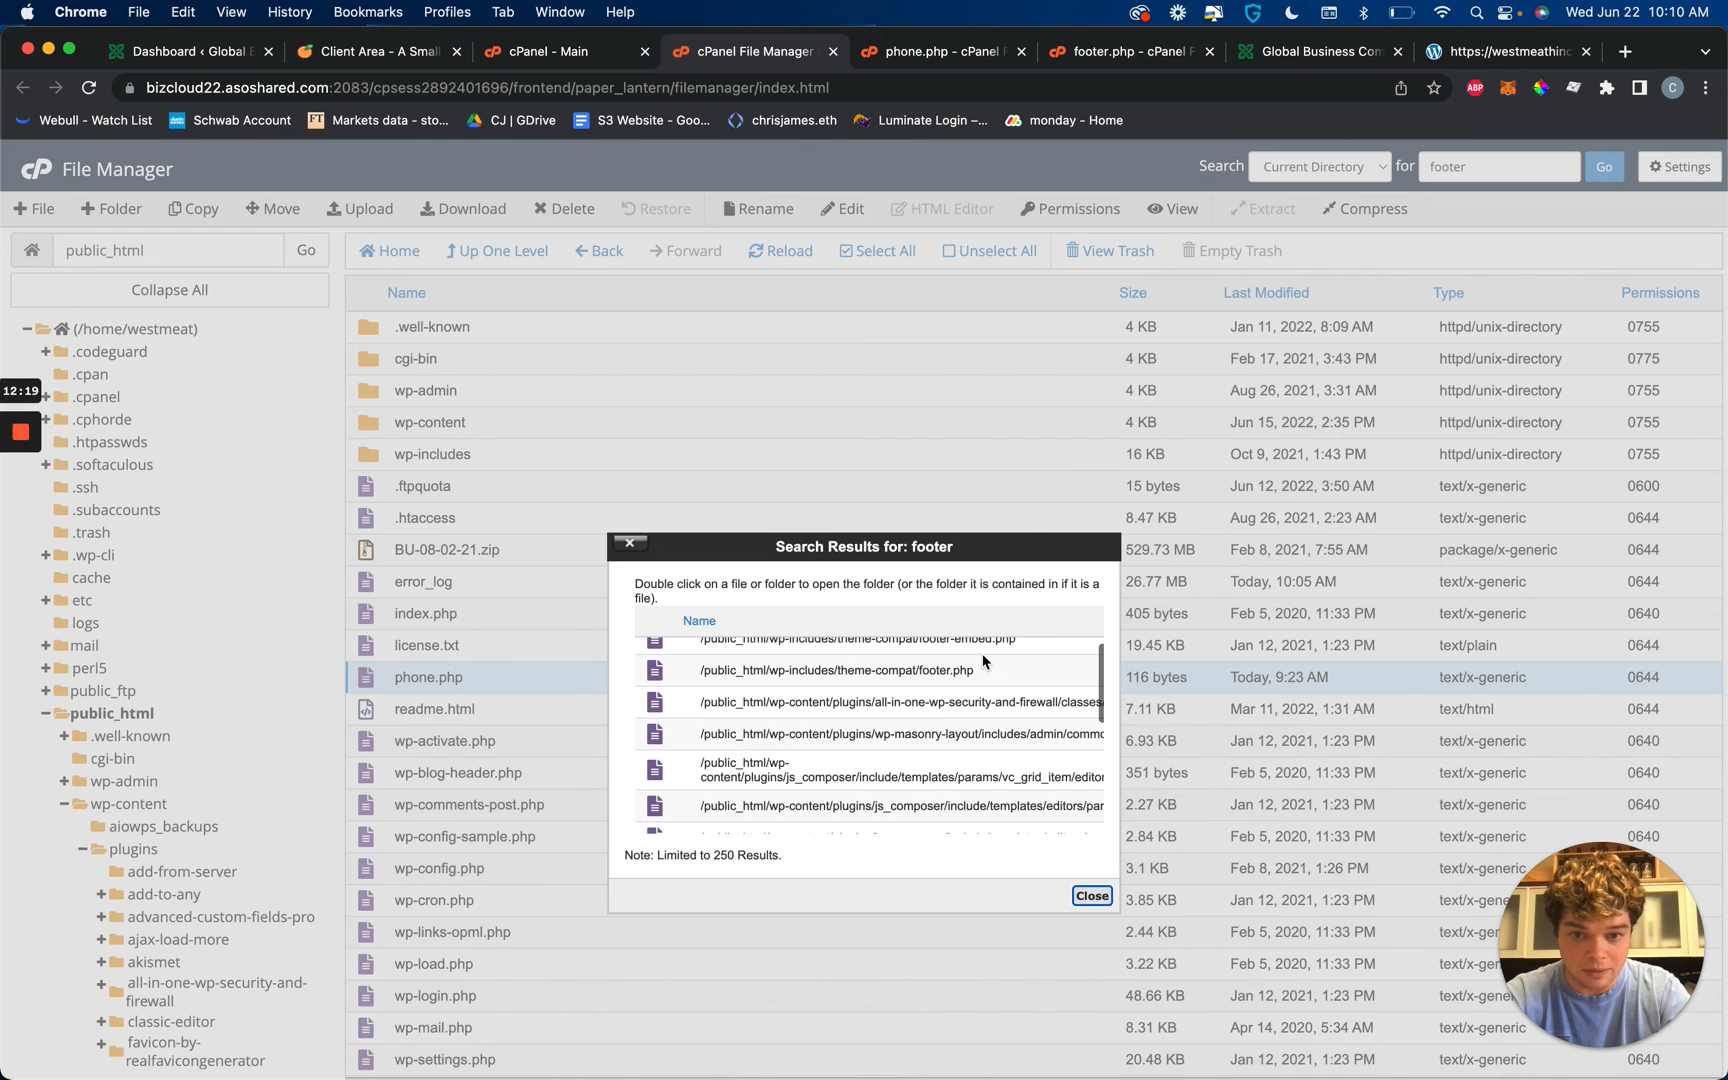 Chrome File Edit View History Bookmarks Profiles Tab Window Help Wed Jun 22 10:10 AM
Dashboard ‹ Global B Client Area - A Small cPanel - Main cPanel File Manager phone.php - cPanel F footer.php - cPanel F Global Business Com https://westmeathinc
bizcloud22.asoshared.com:2083/cpsess2892401696/frontend/paper_lantern/filemanager/index.html ABP C
Webull - Watch List Schwab Account FT Markets data - sto... CJ | GDrive S3 Website - Goo... chrisjames.eth Luminate Login –... monday - Home
cP File Manager Search Current Directory for footer Go Settings
File Folder Copy Move Upload Download Delete Restore Rename Edit HTML Editor Permissions View Extract Compress
public_html Go Home Up One Level Back Forward Reload Select All Unselect All View Trash Empty Trash
Collapse All
Name Size Last Modified Type Permissions
(/home/westmeat)
.codeguard
.cpan
12:19
.cpanel
.cphorde
.htpasswds
.softaculous
.ssh
.subaccounts
.trash
.wp-cli
cache
etc
logs
mail
perl5
public_ftp
public_html
.well-known
cgi-bin
wp-admin
wp-content
aiowps_backups
plugins
add-from-server
add-to-any
advanced-custom-fields-pro
ajax-load-more
akismet
all-in-one-wp-security-and-
firewall
classic-editor
favicon-by-
realfavicongenerator
.well-known 4 KB Jan 11, 2022, 8:09 AM httpd/unix-directory 0755
cgi-bin 4 KB Feb 17, 2021, 3:43 PM httpd/unix-directory 0775
wp-admin 4 KB Aug 26, 2021, 3:31 AM httpd/unix-directory 0755
wp-content 4 KB Jun 15, 2022, 2:35 PM httpd/unix-directory 0755
wp-includes 16 KB Oct 9, 2021, 1:43 PM httpd/unix-directory 0755
.ftpquota 15 bytes Jun 12, 2022, 3:50 AM text/x-generic 0600
.htaccess 8.47 KB Aug 26, 2021, 2:23 AM text/x-generic 0644
BU-08-02-21.zip 529.73 MB Feb 8, 2021, 7:55 AM package/x-generic 0644
error_log 26.77 MB Today, 10:05 AM text/x-generic 0644
index.php 405 bytes Feb 5, 2020, 11:33 PM text/x-generic 0640
license.txt 19.45 KB Jan 12, 2021, 1:23 PM text/plain 0640
phone.php 116 bytes Today, 9:23 AM text/x-generic 0644
readme.html 7.11 KB Mar 11, 2022, 1:31 AM text/html 0644
wp-activate.php 6.93 KB Jan 12, 2021, 1:23 PM text/x-generic 0640
wp-blog-header.php 351 bytes Feb 5, 2020, 11:33 PM text/x-generic 0640
wp-comments-post.php 2.27 KB Jan 12, 2021, 1:23 PM text/x-generic 0640
wp-config-sample.php 2.84 KB Jan 12, 2021, 1:23 PM text/x-generic 0640
wp-config.php 3.1 KB Feb 8, 2021, 1:26 PM text/x-gene
wp-cron.php 3.85 KB Jan 12, 2021, 1:23 PM text/x-ge
wp-links-opml.php 2.44 KB Feb 5, 2020, 11:33 PM text/x-ge
wp-load.php 3.22 KB Feb 5, 2020, 11:33 PM text/x-ge
wp-login.php 48.66 KB Jan 12, 2021, 1:23 PM text/x-gene
wp-mail.php 8.31 KB Apr 14, 2020, 5:34 AM text/x-gene
wp-settings.php 20.48 KB Jan 12, 2021, 1:23 PM text/x-generic 0640
Search Results for: footer
Double click on a file or folder to open the folder (or the folder it is contained in if it is a
file).
Name
/public_html/wp-includes/theme-compat/footer-embed.php
/public_html/wp-includes/theme-compat/footer.php
/public_html/wp-content/plugins/all-in-one-wp-security-and-firewall/classes/
/public_html/wp-content/plugins/wp-masonry-layout/includes/admin/commo
/public_html/wp-
content/plugins/js_composer/include/templates/params/vc_grid_item/editor
/public_html/wp-content/plugins/js_composer/include/templates/editors/par
Note: Limited to 250 Results.
Close